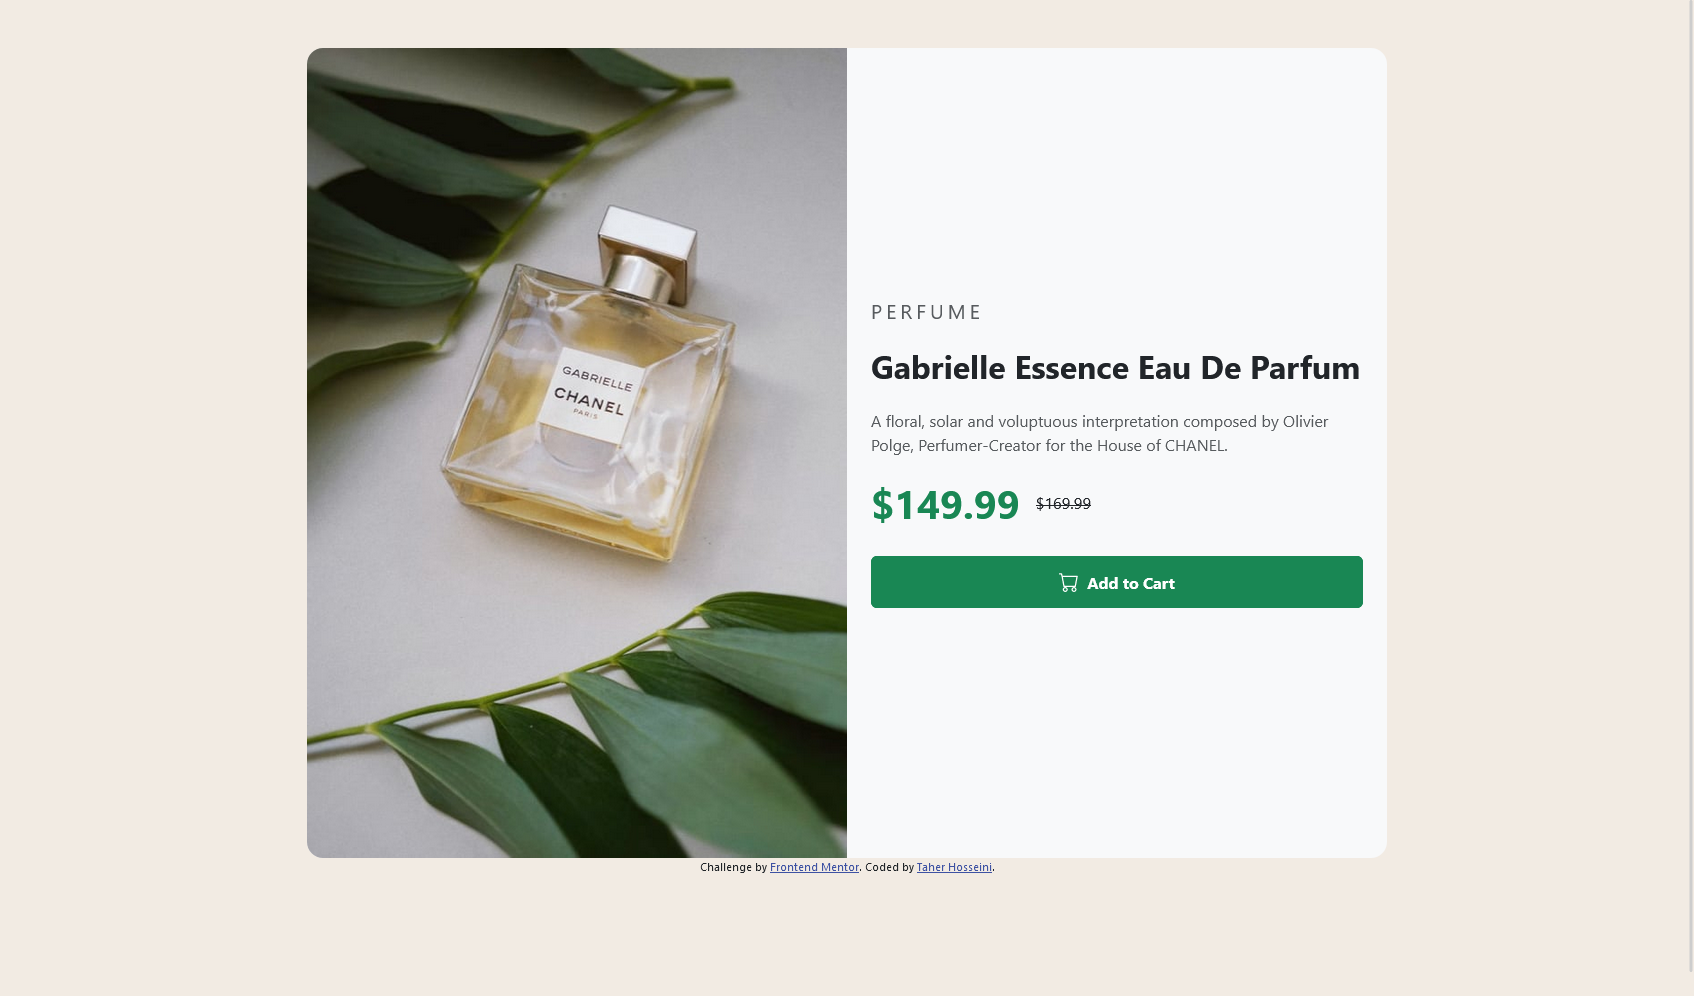 GABRIELLE
CHANEL
PARIS
PERFUME
Gabrielle Essence Eau De Parfum
A floral, solar and voluptuous interpretation composed by Olivier
Polge, Perfumer-Creator for the House of CHANEL.
$149.99 $169.99
Add to Cart
Challenge by Frontend Mentor. Coded by Taher Hosseini.